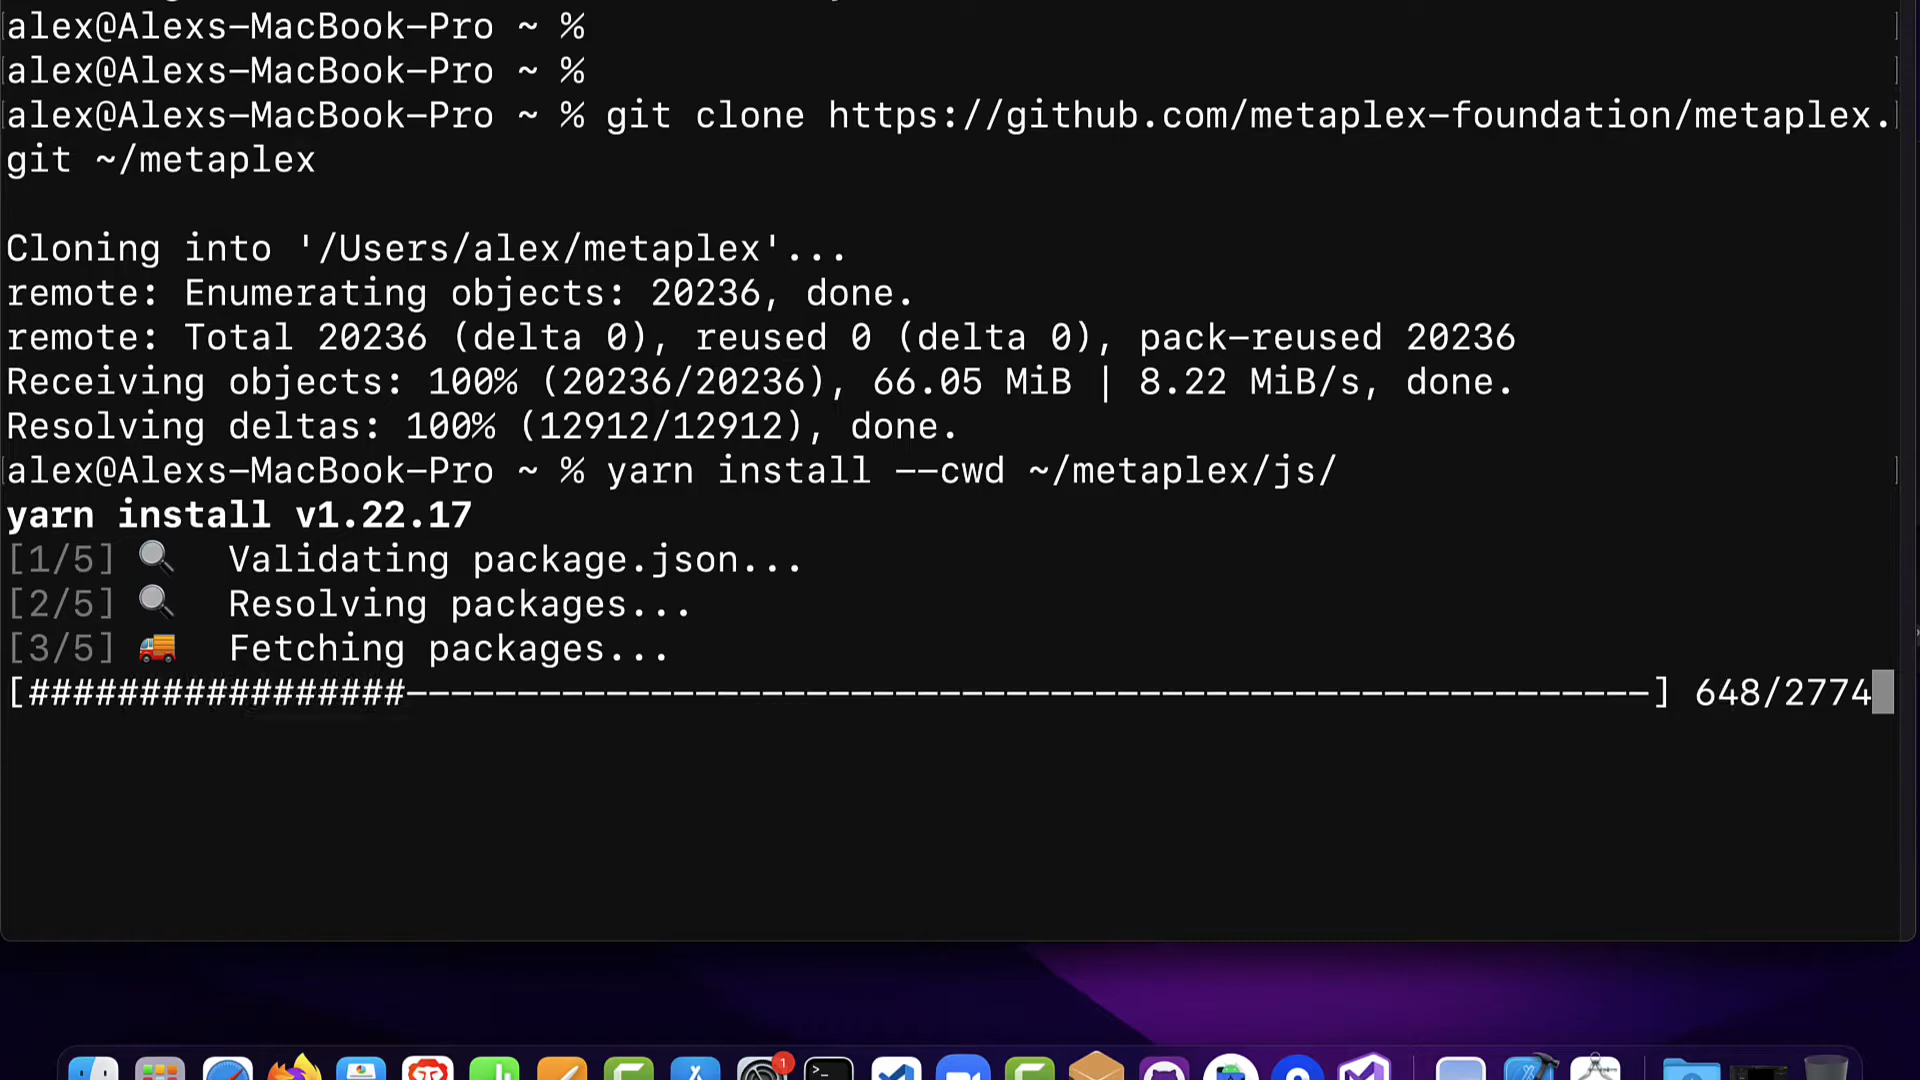 alex@Alexs-MacBook-Pro ~ %
alex@Alexs-MacBook-Pro ~ %
alex@Alexs-MacBook-Pro ~ % git clone https://github.com/metaplex-foundation/metaplex.
git ~/metaplex
Cloning into '/Users/alex/metaplex'...
remote: Enumerating objects: 20236, done.
remote: Total 20236 (delta 0), reused 0 (delta 0), pack-reused 20236
Receiving objects: 100% (20236/20236), 66.05 MiB | 8.22 MiB/s, done.
Resolving deltas: 100% (12912/12912), done.
alex@Alexs-MacBook-Pro ~ % yarn install --cwd ~/metaplex/js/
yarn install v1.22.17
[1/5] 🔍 Validating package.json...
[2/5] 🔍 Resolving packages...
[3/5] 🚚 Fetching packages...
[#################--------------------------------------------------------] 648/2774
1